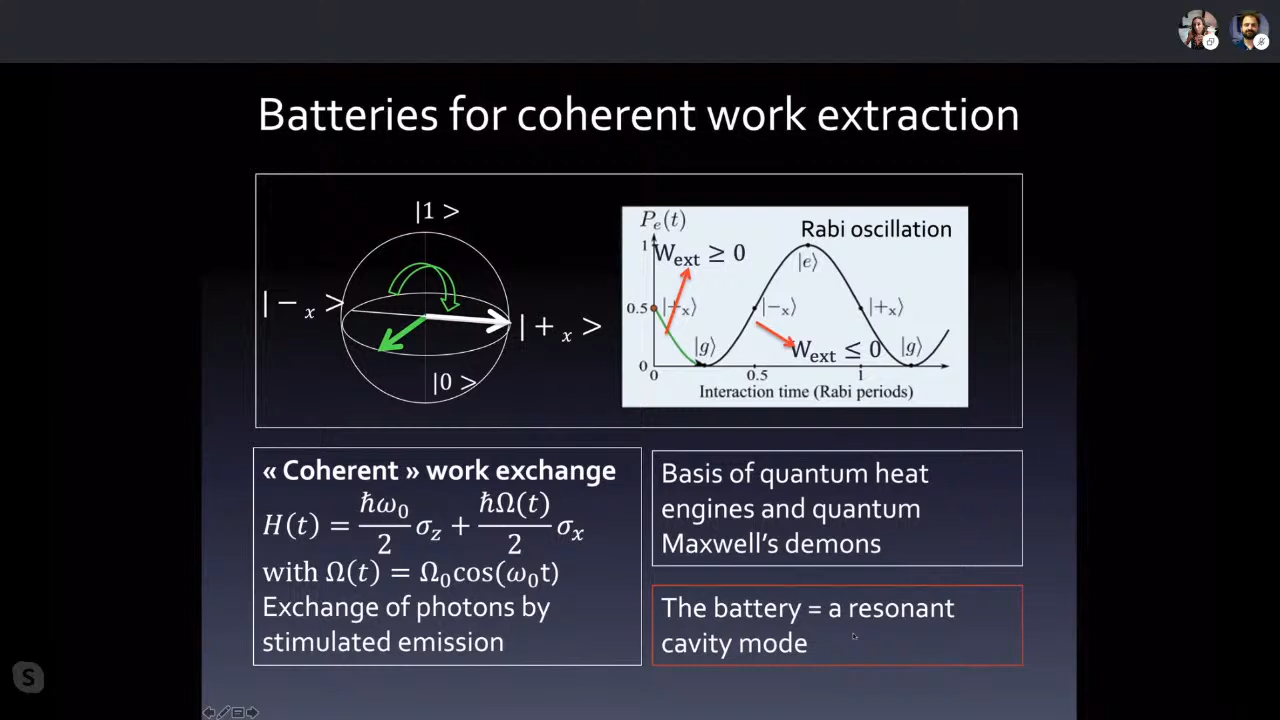 Batteries for coherent work extraction
|1 >
| − x >
| + x >
|0 >
Pe(t)
Rabi oscillation
1
Wext ≥ 0
|e⟩
0.5
|+x⟩
|−x⟩
|+x⟩
|g⟩
Wext ≤ 0
|g⟩
0
0
0.5
1
Interaction time (Rabi periods)
« Coherent » work exchange
H(t) = ħω0/2 σz + ħΩ(t)/2 σx
with Ω(t) = Ω0cos(ω0t)
Exchange of photons by
stimulated emission
Basis of quantum heat
engines and quantum
Maxwell’s demons
The battery = a resonant
cavity mode
S